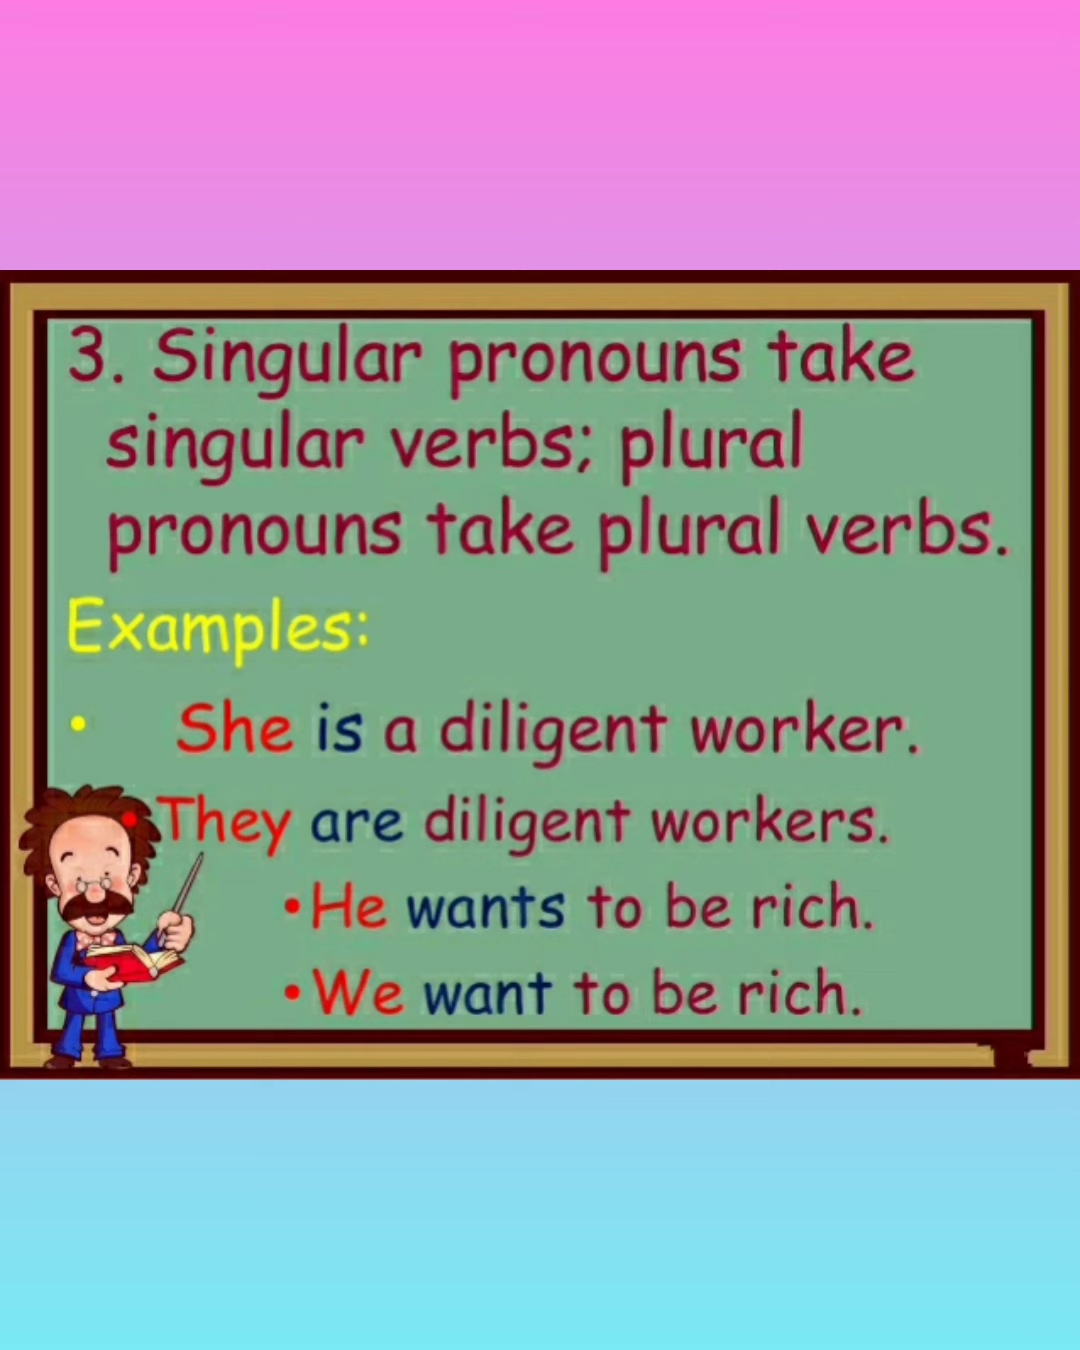 3. Singular pronouns take
singular verbs; plural
pronouns take plural verbs.
Examples:
• She is a diligent worker.
• They are diligent workers.
• He wants to be rich.
• We want to be rich.